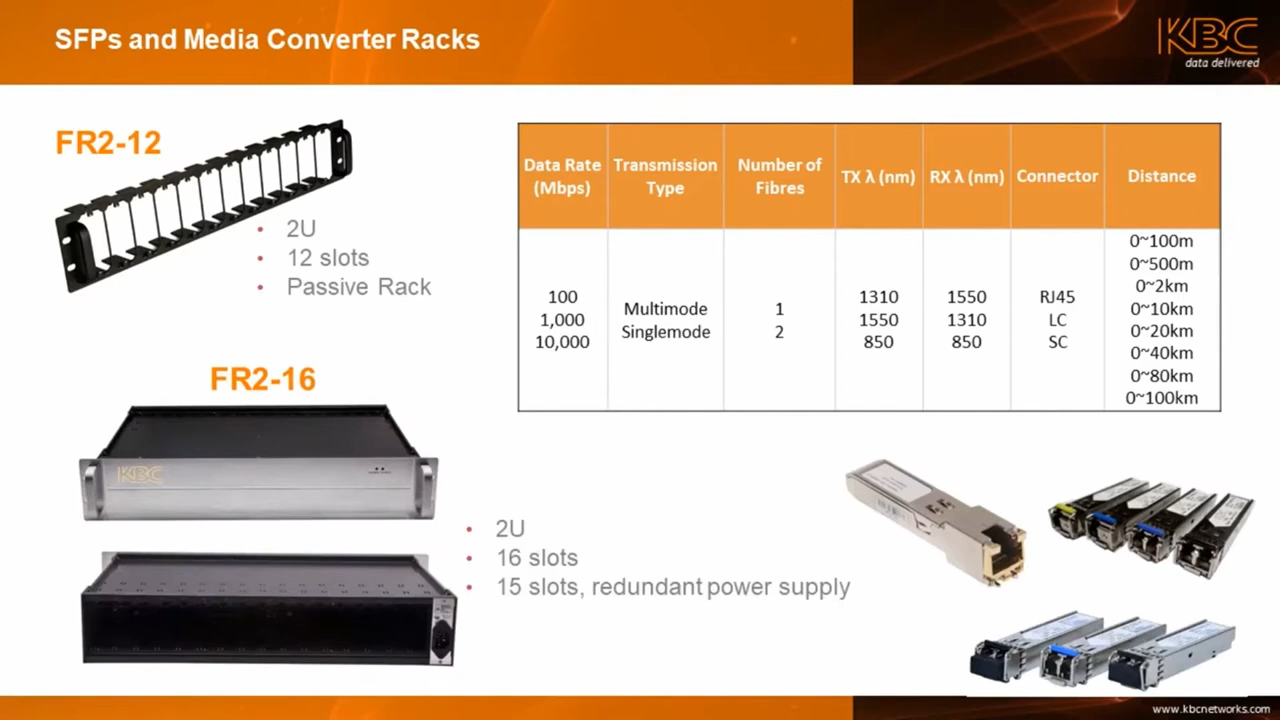 SFPs and Media Converter Racks
KBC
data delivered
FR2-12
• 2U
• 12 slots
• Passive Rack
FR2-16
KBC
• 2U
• 16 slots
• 15 slots, redundant power supply
Data Rate (Mbps)
Transmission Type
Number of Fibres
TX λ (nm)
RX λ (nm)
Connector
Distance
100
1,000
10,000
Multimode
Singlemode
1
2
1310
1550
850
1550
1310
850
RJ45
LC
SC
0~100m
0~500m
0~2km
0~10km
0~20km
0~40km
0~80km
0~100km
www.kbcnetworks.com